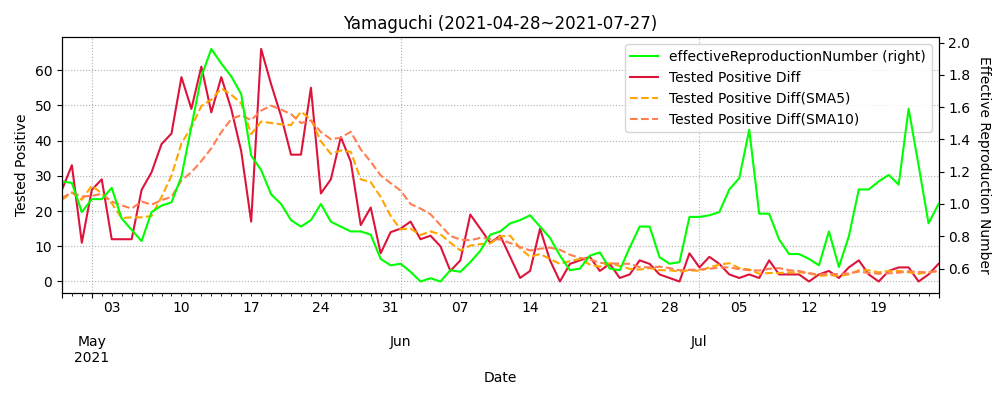 Yamaguchi (2021-04-28~2021-07-27)
effectiveReproductionNumber (right)
Tested Positive Diff
Tested Positive Diff(SMA5)
Tested Positive Diff(SMA10)
Tested Positive
60
50
40
30
20
10
0
Effective Reproduction Number
2.0
1.8
1.6
1.4
1.2
1.0
0.8
0.6
03 10 17 24 31 07 14 21 28 05 12 19
May Jun Jul
2021
Date